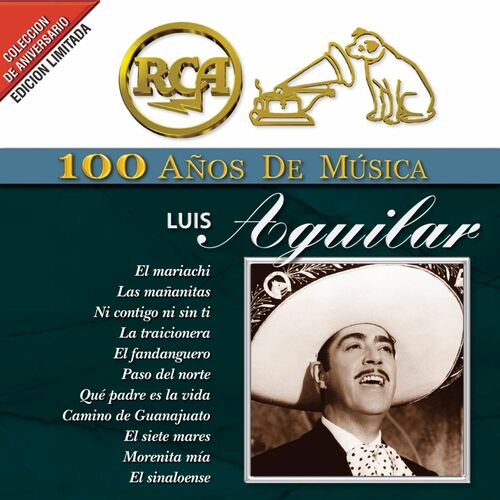 COLECCION
DE ANIVERSARIO
EDICION LIMITADA
RCA
100 AÑOS DE MÚSICA
LUIS Aguilar
El mariachi
Las mañanitas
Ni contigo ni sin ti
La traicionera
El fandanguero
Paso del norte
Qué padre es la vida
Camino de Guanajuato
El siete mares
Morenita mía
El sinaloense